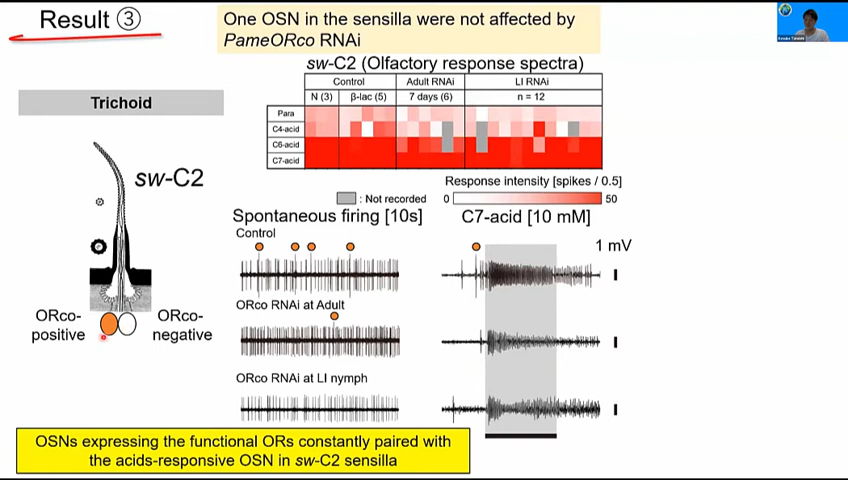 Result ③
One OSN in the sensilla were not affected by
PameORco RNAi
sw-C2 (Olfactory response spectra)
Control
Adult RNAi
LI RNAi
N (3)
β-lac (5)
7 days (6)
n = 12
Para
C4-acid
C6-acid
C7-acid
: Not recorded
Response intensity [spikes / 0.5]
0
50
Trichoid
sw-C2
ORco-
positive
ORco-
negative
Spontaneous firing [10s]
C7-acid [10 mM]
Control
1 mV
ORco RNAi at Adult
ORco RNAi at LI nymph
OSNs expressing the functional ORs constantly paired with
the acids-responsive OSN in sw-C2 sensilla